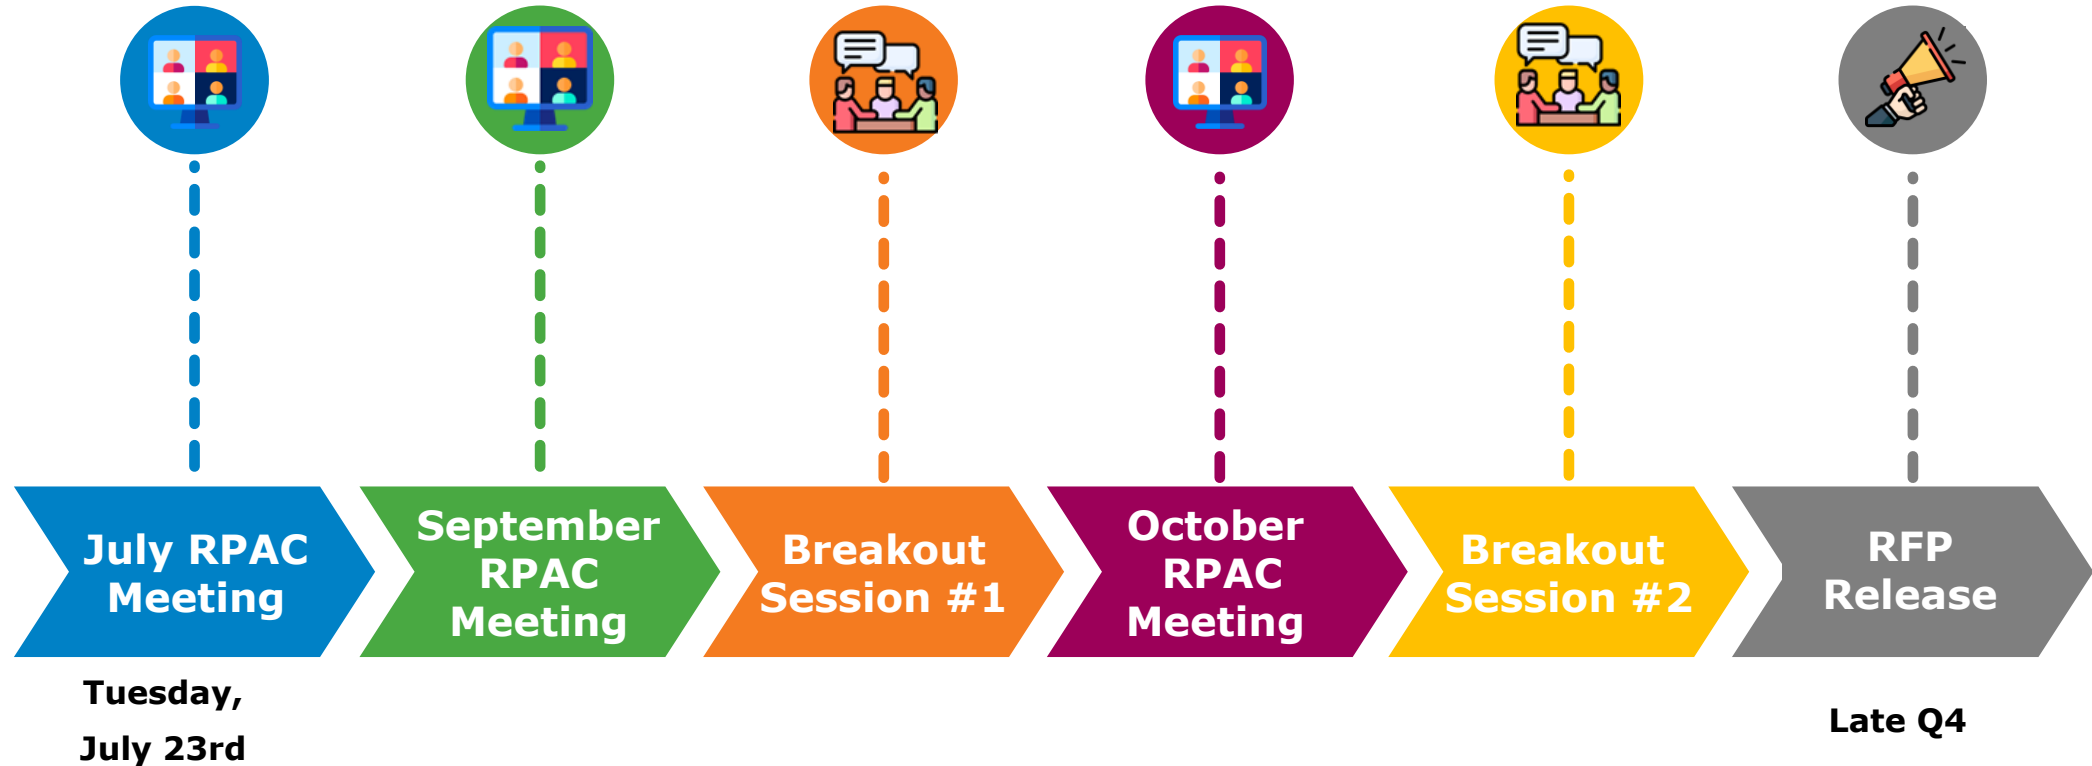 July RPAC
Meeting
September
RPAC
Meeting
Breakout
Session #1
October
RPAC
Meeting
Breakout
Session #2
RFP
Release
Tuesday,
July 23rd
Late Q4